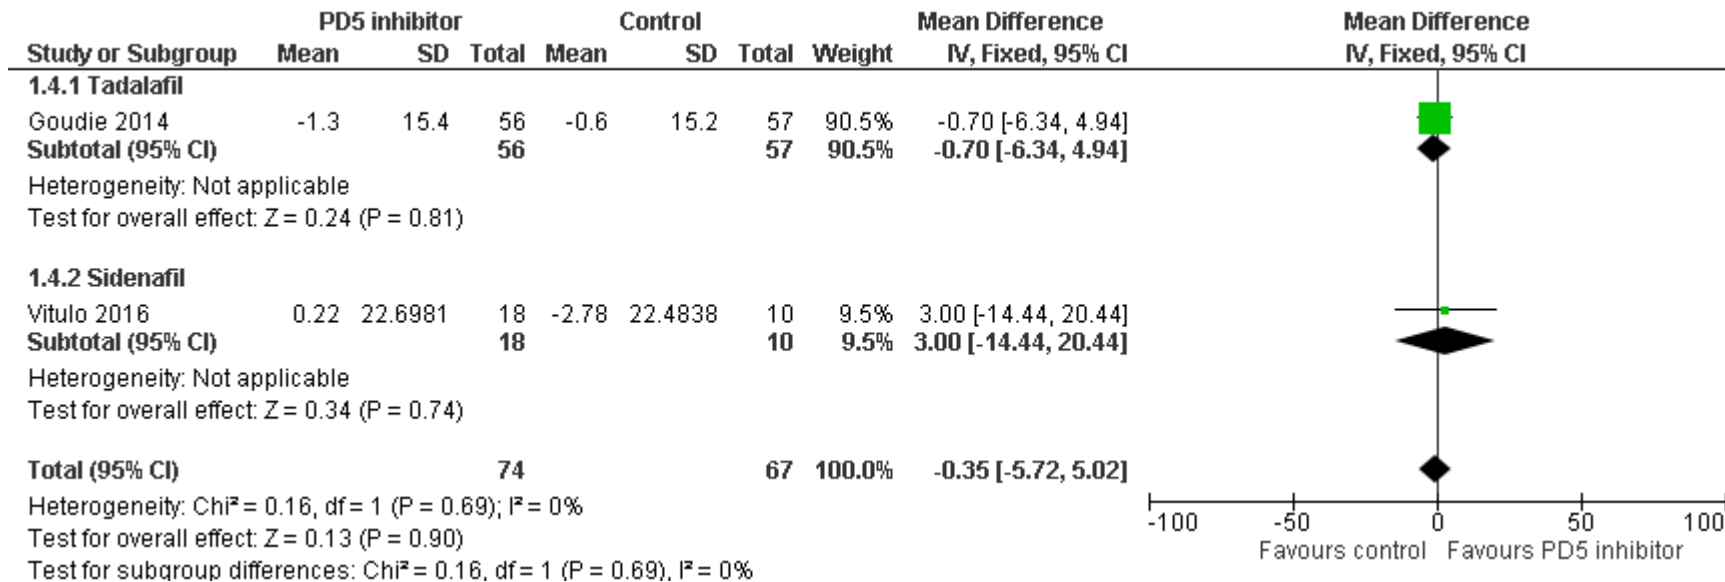 PD5 inhibitor Control Mean Difference Mean Difference
Study or Subgroup Mean SD Total Mean SD Total Weight IV, Fixed, 95% CI IV, Fixed, 95% CI
1.4.1 Tadalafil
Goudie 2014 -1.3 15.4 56 -0.6 15.2 57 90.5% -0.70 [-6.34, 4.94]
Subtotal (95% CI) 56 57 90.5% -0.70 [-6.34, 4.94]
Heterogeneity: Not applicable
Test for overall effect: Z = 0.24 (P = 0.81)
1.4.2 Sidenafil
Vitulo 2016 0.22 22.6981 18 -2.78 22.4838 10 9.5% 3.00 [-14.44, 20.44]
Subtotal (95% CI) 18 10 9.5% 3.00 [-14.44, 20.44]
Heterogeneity: Not applicable
Test for overall effect: Z = 0.34 (P = 0.74)
Total (95% CI) 74 67 100.0% -0.35 [-5.72, 5.02]
Heterogeneity: Chi² = 0.16, df = 1 (P = 0.69); I² = 0%
Test for overall effect: Z = 0.13 (P = 0.90)
Test for subgroup differences: Chi² = 0.16, df = 1 (P = 0.69), I² = 0%
-100 -50 0 50 100
Favours control Favours PD5 inhibitor